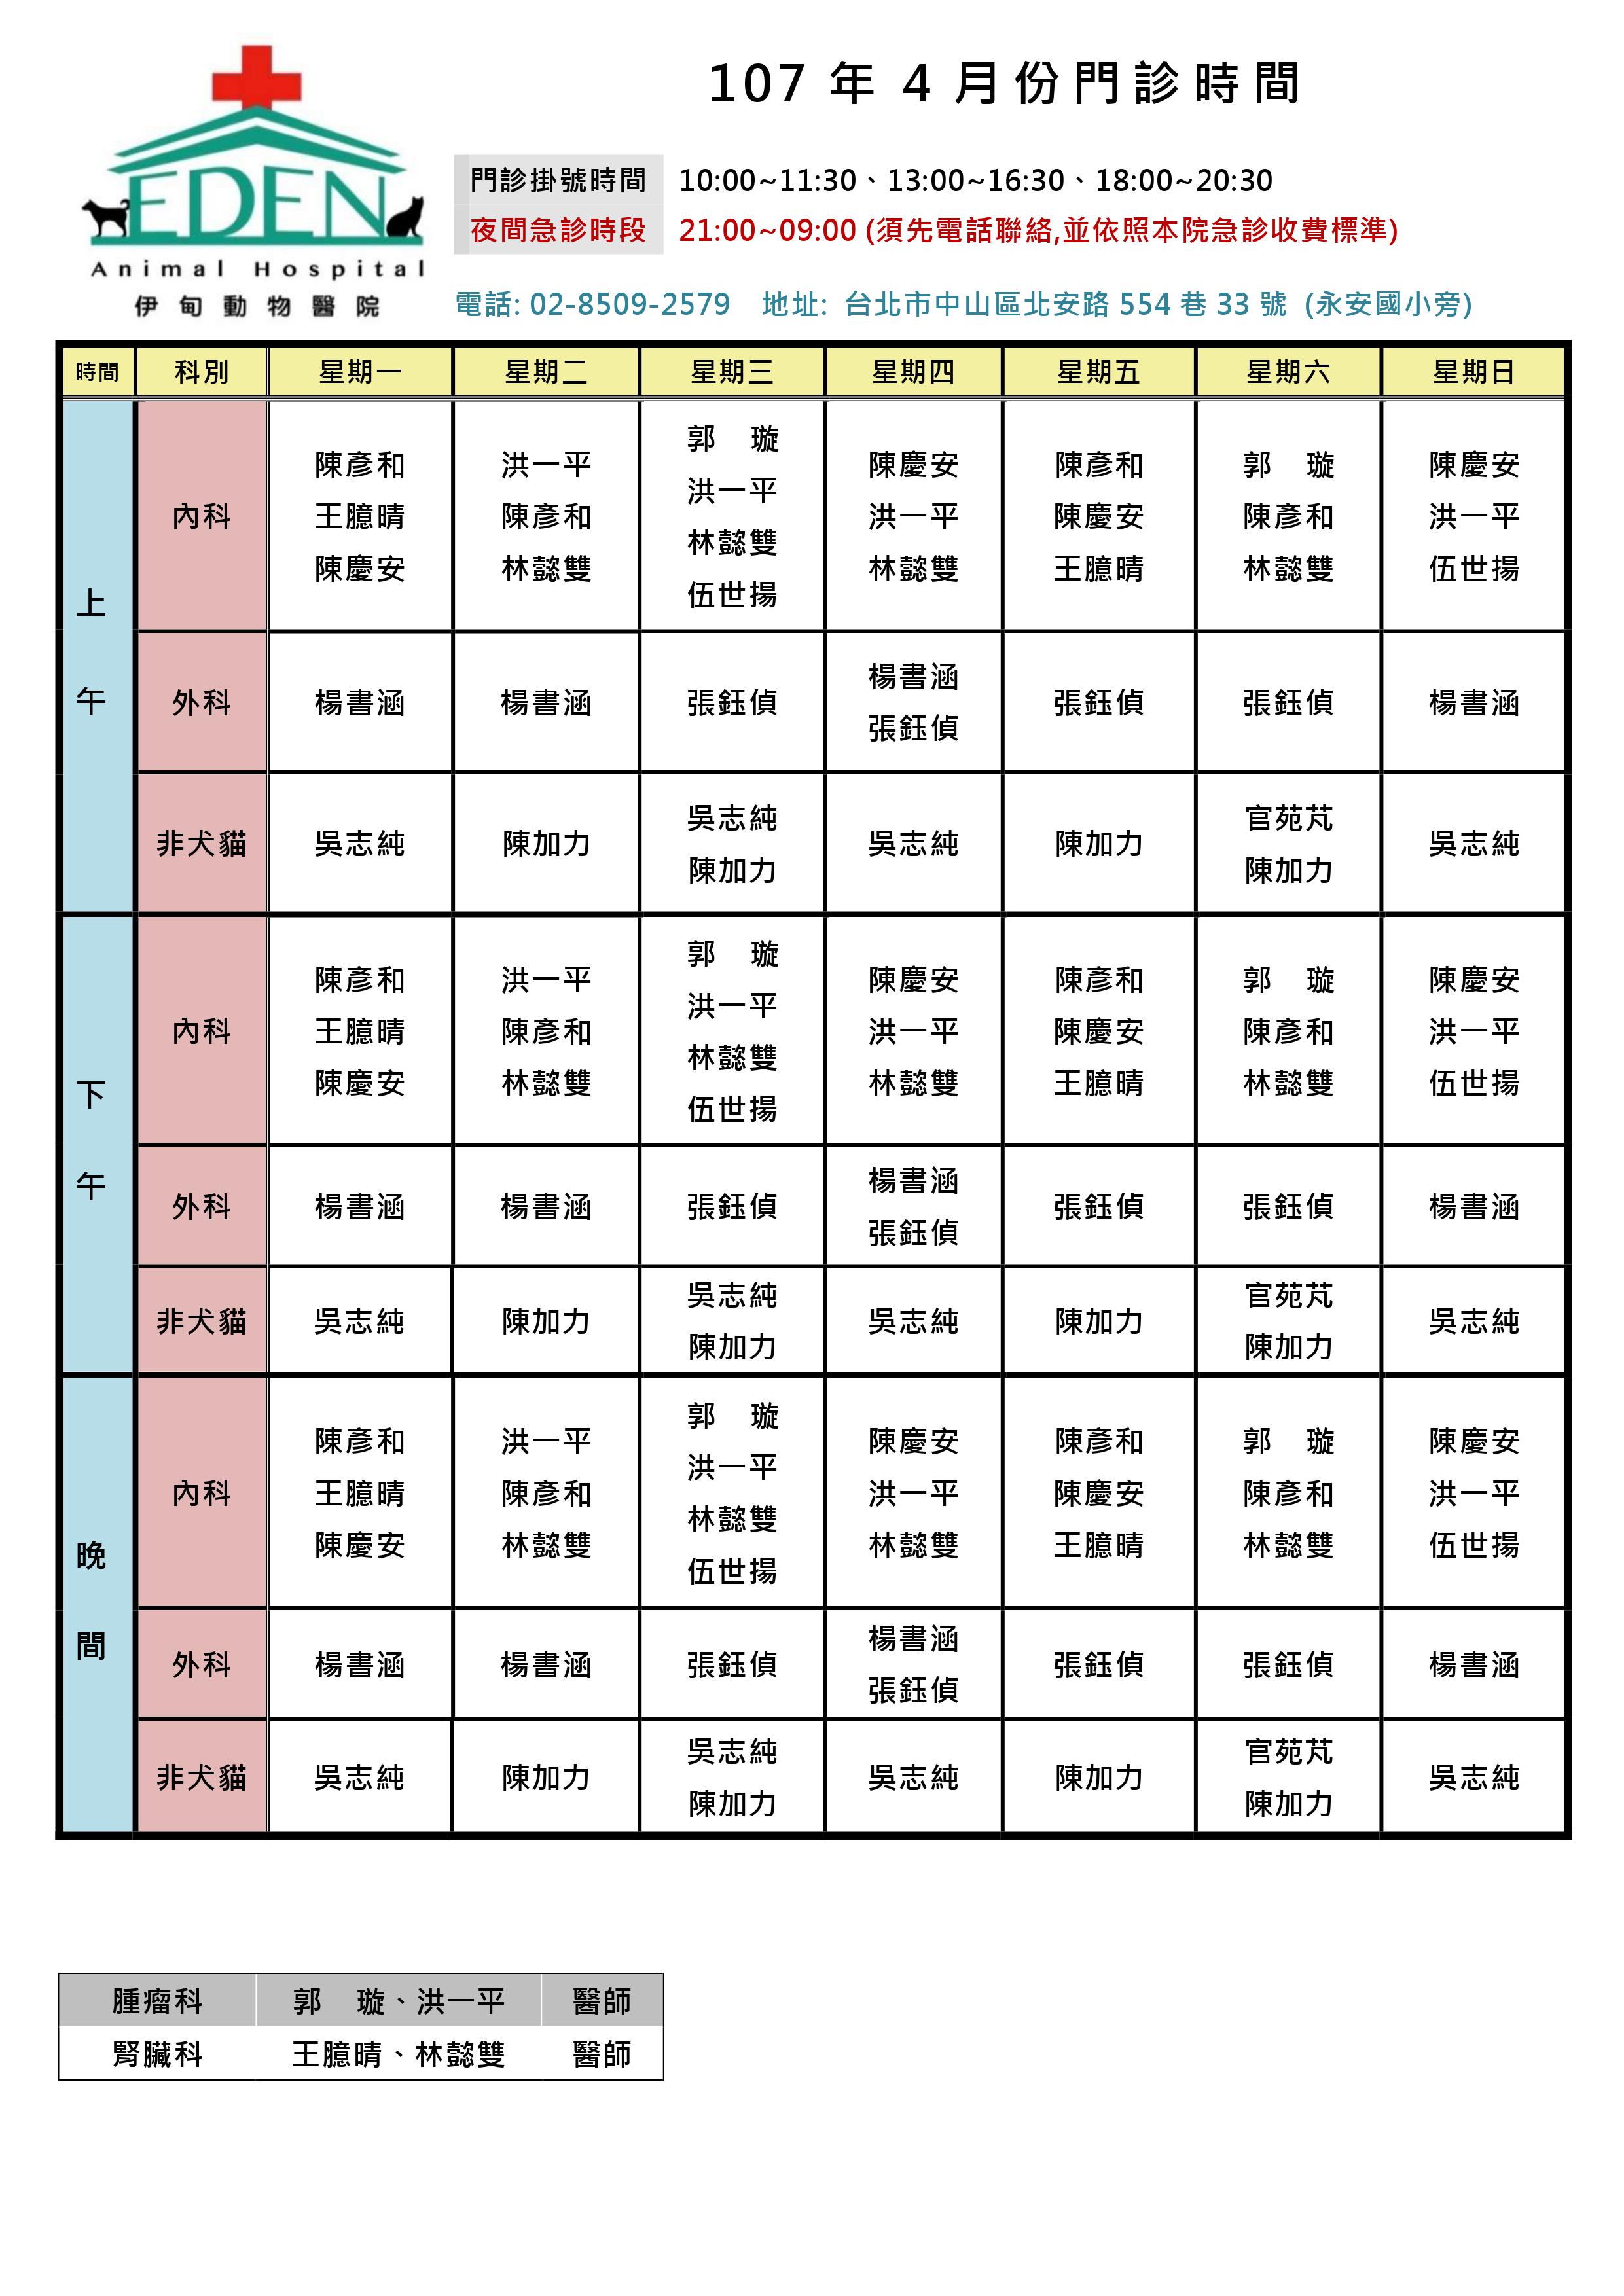 107 年 4 月份門診時間
EDEN
Animal Hospital
伊甸動物醫院
門診掛號時間 10:00~11:30、13:00~16:30、18:00~20:30
夜間急診時段 21:00~09:00 (須先電話聯絡,並依照本院急診收費標準)
電話: 02-8509-2579 地址: 台北市中山區北安路 554 巷 33 號 (永安國小旁)
時間 科別 星期一 星期二 星期三 星期四 星期五 星期六 星期日
上午
內科
陳彥和 王臆晴 陳慶安
洪一平 陳彥和 林懿雙
郭 璇 洪一平 林懿雙 伍世揚
陳慶安 洪一平 林懿雙
陳彥和 陳慶安 王臆晴
郭 璇 陳彥和 林懿雙
陳慶安 洪一平 伍世揚
外科
楊書涵
楊書涵
張鈺偵
楊書涵 張鈺偵
張鈺偵
張鈺偵
楊書涵
非犬貓
吳志純
陳加力
吳志純 陳加力
吳志純
陳加力
官苑芃 陳加力
吳志純
下午
內科
陳彥和 王臆晴 陳慶安
洪一平 陳彥和 林懿雙
郭 璇 洪一平 林懿雙 伍世揚
陳慶安 洪一平 林懿雙
陳彥和 陳慶安 王臆晴
郭 璇 陳彥和 林懿雙
陳慶安 洪一平 伍世揚
外科
楊書涵
楊書涵
張鈺偵
楊書涵 張鈺偵
張鈺偵
張鈺偵
楊書涵
非犬貓
吳志純
陳加力
吳志純 陳加力
吳志純
陳加力
官苑芃 陳加力
吳志純
晚間
內科
陳彥和 王臆晴 陳慶安
洪一平 陳彥和 林懿雙
郭 璇 洪一平 林懿雙 伍世揚
陳慶安 洪一平 林懿雙
陳彥和 陳慶安 王臆晴
郭 璇 陳彥和 林懿雙
陳慶安 洪一平 伍世揚
外科
楊書涵
楊書涵
張鈺偵
楊書涵 張鈺偵
張鈺偵
張鈺偵
楊書涵
非犬貓
吳志純
陳加力
吳志純 陳加力
吳志純
陳加力
官苑芃 陳加力
吳志純
腫瘤科 郭 璇、洪一平 醫師
腎臟科 王臆晴、林懿雙 醫師